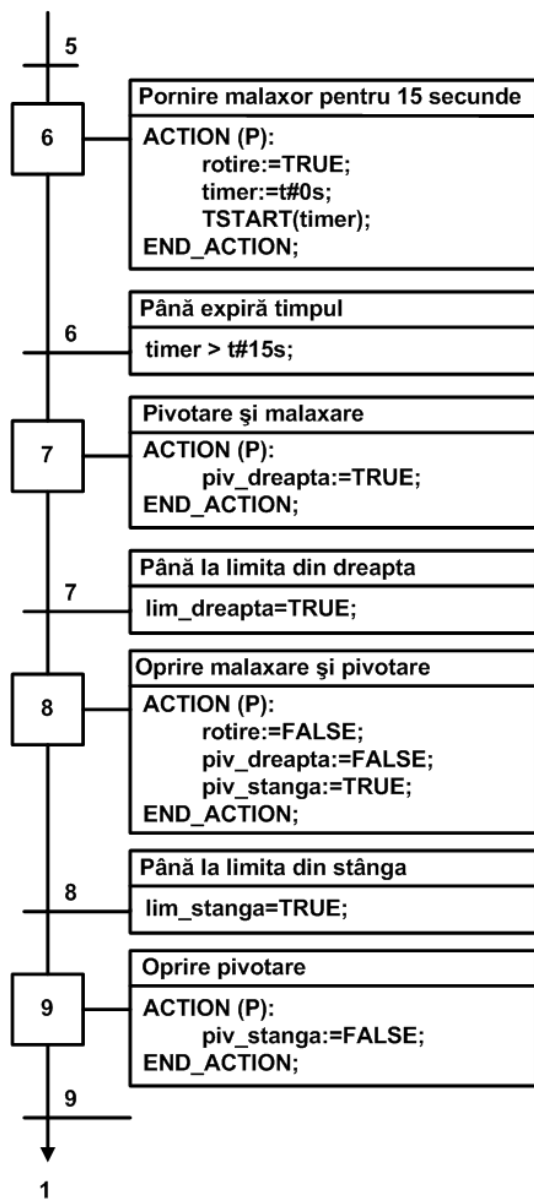 5
6
Pornire malaxor pentru 15 secunde
ACTION (P):
rotire:=TRUE;
timer:=t#0s;
TSTART(timer);
END_ACTION;
6
Până expiră timpul
timer > t#15s;
7
Pivotare şi malaxare
ACTION (P):
piv_dreapta:=TRUE;
END_ACTION;
7
Până la limita din dreapta
lim_dreapta=TRUE;
8
Oprire malaxare şi pivotare
ACTION (P):
rotire:=FALSE;
piv_dreapta:=FALSE;
piv_stanga:=TRUE;
END_ACTION;
8
Până la limita din stânga
lim_stanga=TRUE;
9
Oprire pivotare
ACTION (P):
piv_stanga:=FALSE;
END_ACTION;
9
1